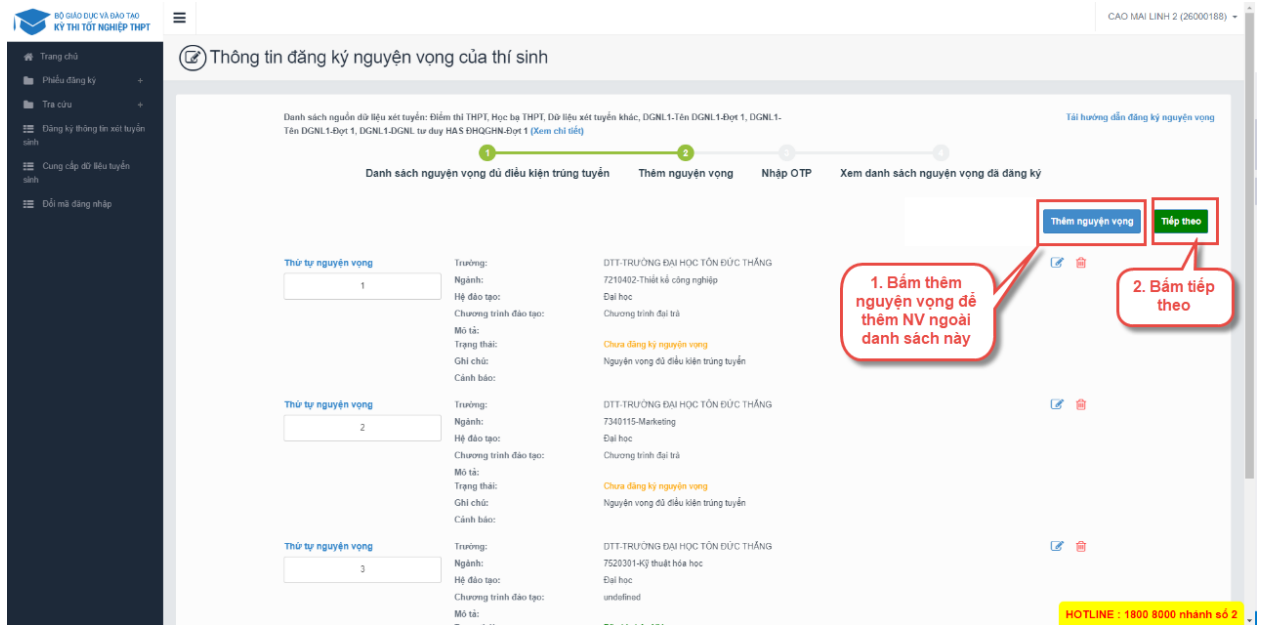 BỘ GIÁO DỤC VÀ ĐÀO TẠO
KỲ THI TỐT NGHIỆP THPT
CAO MAI LINH 2 (26000188)
Trang chủ
Phiếu đăng ký +
Tra cứu +
Đăng ký thông tin xét tuyển
sinh
Cung cấp dữ liệu tuyển
sinh
Đổi mã đăng nhập
Thông tin đăng ký nguyện vọng của thí sinh
Danh sách nguồn dữ liệu xét tuyển: Điểm thi THPT, Học bạ THPT, Dữ liệu xét tuyển khác, DGNL1-Tên DGNL1-Đợt 1, DGNL1-
Tên DGNL1-Đợt 1, DGNL1-DGNL tư duy HAS ĐHQGHN-Đợt 1 (Xem chi tiết)
Tải hướng dẫn đăng ký nguyện vọng
1 2 3 4
Danh sách nguyện vọng đủ điều kiện trúng tuyển Thêm nguyện vọng Nhập OTP Xem danh sách nguyện vọng đã đăng ký
Thêm nguyện vọng Tiếp theo
1. Bấm thêm
nguyện vọng để
thêm NV ngoài
danh sách này
2. Bấm tiếp
theo
Thứ tự nguyện vọng
1
Trường: DTT-TRƯỜNG ĐẠI HỌC TÔN ĐỨC THẮNG
Ngành: 7210402-Thiết kế công nghiệp
Hệ đào tạo: Đại học
Chương trình đào tạo: Chương trình đại trà
Mô tả:
Trạng thái: Chưa đăng ký nguyện vọng
Ghi chú: Nguyện vọng đủ điều kiện trúng tuyển
Cảnh báo:
Thứ tự nguyện vọng
2
Trường: DTT-TRƯỜNG ĐẠI HỌC TÔN ĐỨC THẮNG
Ngành: 7340115-Marketing
Hệ đào tạo: Đại học
Chương trình đào tạo: Chương trình đại trà
Mô tả:
Trạng thái: Chưa đăng ký nguyện vọng
Ghi chú: Nguyện vọng đủ điều kiện trúng tuyển
Cảnh báo:
Thứ tự nguyện vọng
3
Trường: DTT-TRƯỜNG ĐẠI HỌC TÔN ĐỨC THẮNG
Ngành: 7520301-Kỹ thuật hóa học
Hệ đào tạo: Đại học
Chương trình đào tạo: undefined
Mô tả:
HOTLINE : 1800 8000 nhánh số 2